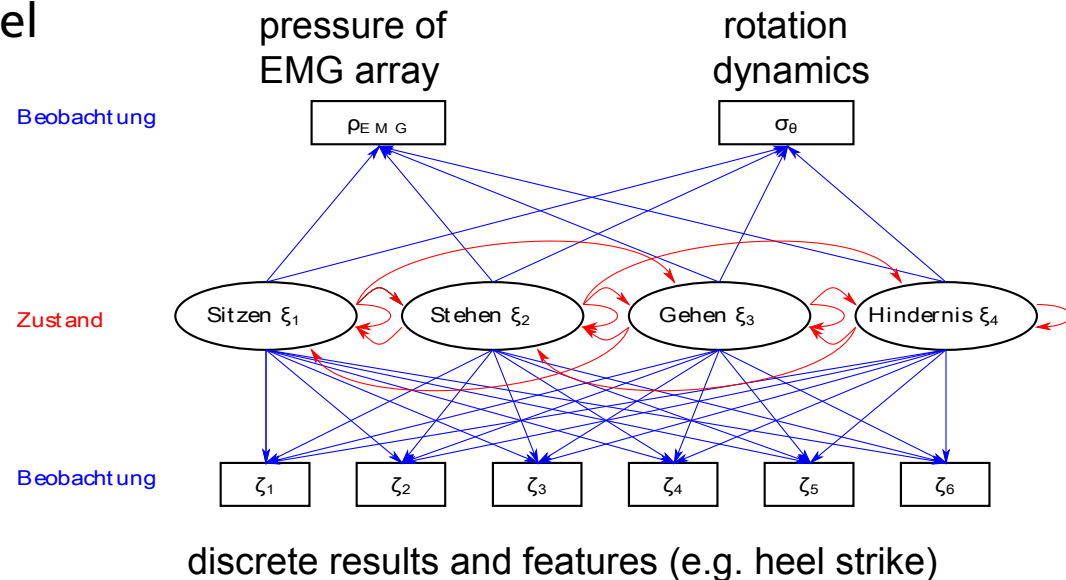 el
pressure of
EMG array
rotation
dynamics
Beobachtung
ρEMG
σθ
Zustand
Sitzen ξ1
Stehen ξ2
Gehen ξ3
Hindernis ξ4
Beobachtung
ζ1
ζ2
ζ3
ζ4
ζ5
ζ6
discrete results and features (e.g. heel strike)